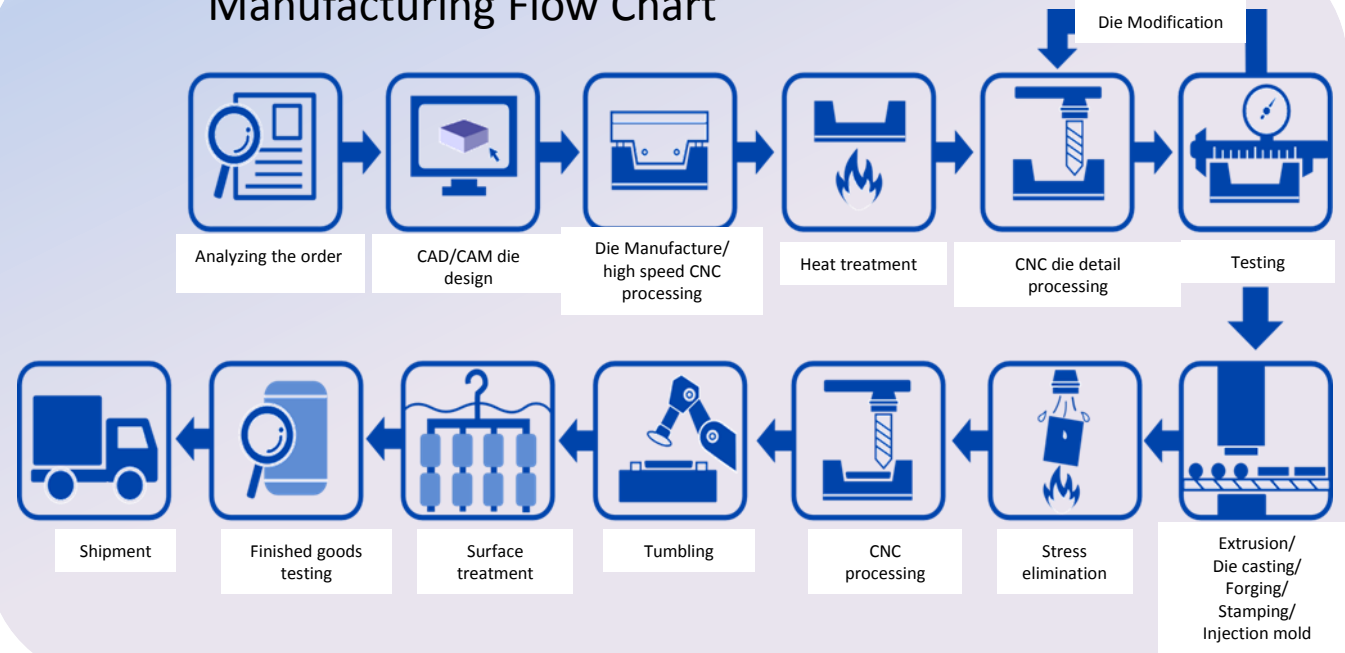 Manufacturing Flow Chart
Die Modification
Analyzing the order
CAD/CAM die
design
Die Manufacture/
high speed CNC
processing
Heat treatment
CNC die detail
processing
Testing
Shipment
Finished goods
testing
Surface
treatment
Tumbling
CNC
processing
Stress
elimination
Extrusion/
Die casting/
Forging/
Stamping/
Injection mold